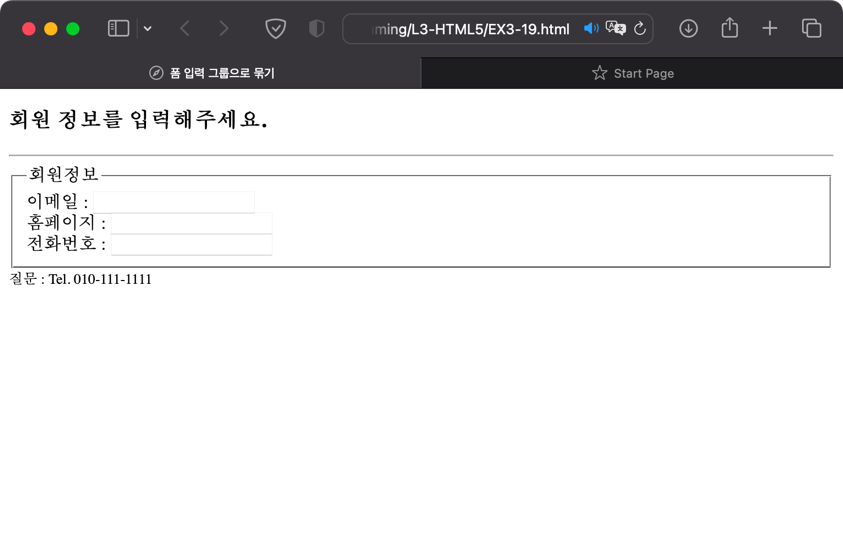 ming/L3-HTML5/EX3-19.html
폼 입력 그룹으로 묶기
Start Page
회원 정보를 입력해주세요.
회원정보
이메일 :
홈페이지 :
전화번호 :
질문 : Tel. 010-111-1111